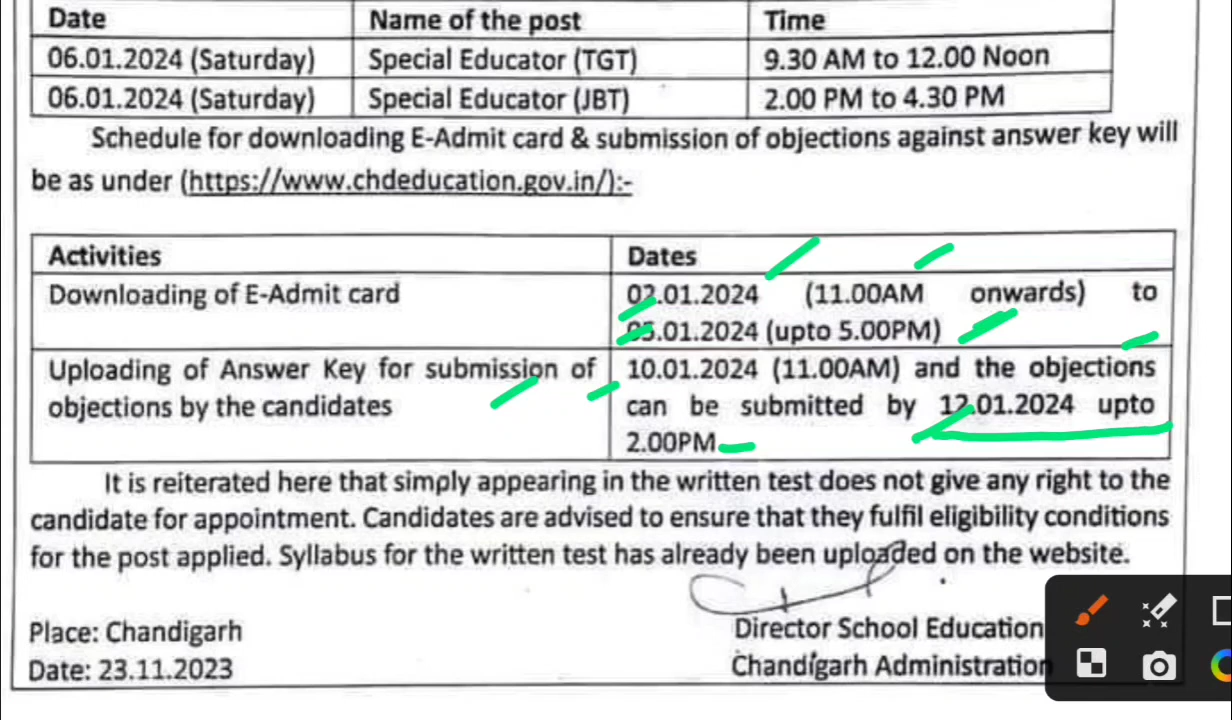 Date Name of the post Time
06.01.2024 (Saturday) Special Educator (TGT) 9.30 AM to 12.00 Noon
06.01.2024 (Saturday) Special Educator (JBT) 2.00 PM to 4.30 PM
Schedule for downloading E-Admit card & submission of objections against answer key will
be as under (https://www.chdeducation.gov.in/):-
Activities Dates
Downloading of E-Admit card 02.01.2024 (11.00AM onwards) to
05.01.2024 (upto 5.00PM)
Uploading of Answer Key for submission of 10.01.2024 (11.00AM) and the objections
objections by the candidates can be submitted by 12.01.2024 upto
2.00PM
It is reiterated here that simply appearing in the written test does not give any right to the
candidate for appointment. Candidates are advised to ensure that they fulfil eligibility conditions
for the post applied. Syllabus for the written test has already been uploaded on the website.
Place: Chandigarh Director School Education
Date: 23.11.2023 Chandigarh Administration